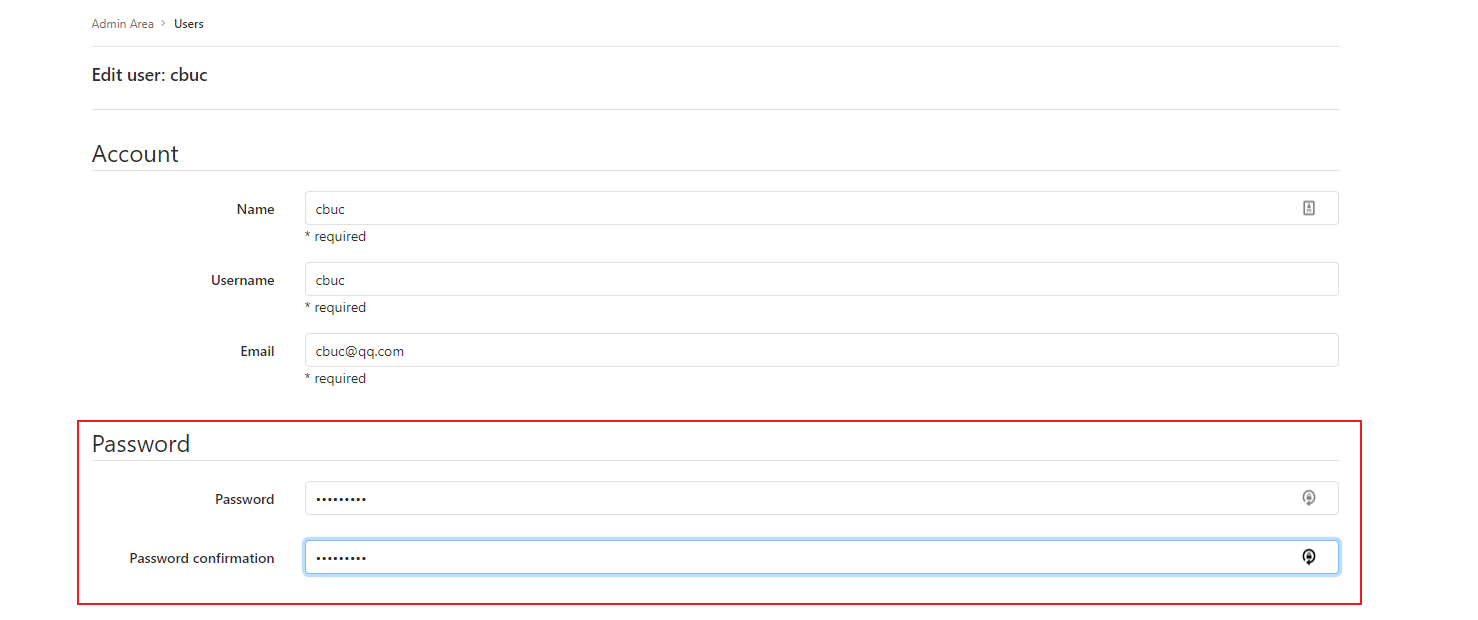 Admin Area > Users
Edit user: cbuc
Account
Name cbuc
* required
Username cbuc
* required
Email cbuc@qq.com
* required
Password
Password •••••••••
Password confirmation •••••••••